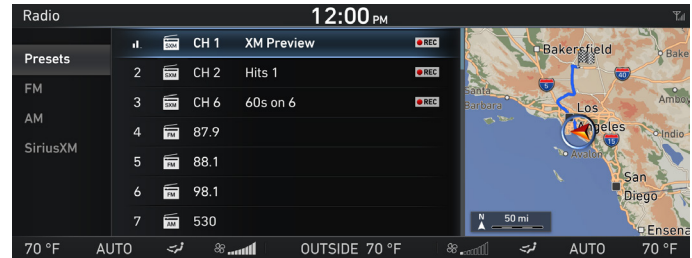 Radio
12:00 PM
Presets
FM
AM
SiriusXM
SXM CH 1 XM Preview REC
2 SXM CH 2 Hits 1 REC
3 SXM CH 6 60s on 6 REC
4 FM 87.9
5 FM 88.1
6 FM 98.1
7 AM 530
Bakersfield
Bake
40
5
Santa
Barbara
Los
Angeles
Amboy
15
Indio
Avalon
San
Diego
N 50 mi
Ensena
70 °F AUTO OUTSIDE 70 °F AUTO 70 °F